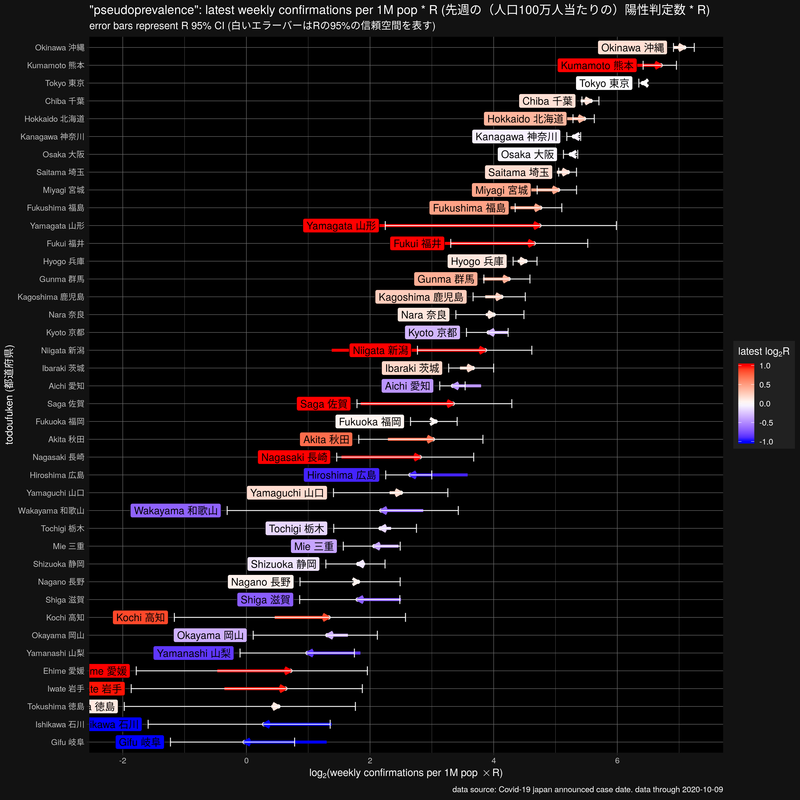 "pseudoprevalence": latest weekly confirmations per 1M pop * R (先週の（人口100万人当たりの）陽性判定数 * R)
error bars represent R 95% CI (白いエラーバーはRの95%の信頼空間を表す)
Okinawa 沖縄 Okinawa 沖縄
Kumamoto 熊本 Kumamoto 熊本
Tokyo 東京 Tokyo 東京
Chiba 千葉 Chiba 千葉
Hokkaido 北海道 Hokkaido 北海道
Kanagawa 神奈川 Kanagawa 神奈川
Osaka 大阪 Osaka 大阪
Saitama 埼玉 Saitama 埼玉
Miyagi 宮城 Miyagi 宮城
Fukushima 福島 Fukushima 福島
Yamagata 山形 Yamagata 山形
Fukui 福井 Fukui 福井
Hyogo 兵庫 Hyogo 兵庫
Gunma 群馬 Gunma 群馬
Kagoshima 鹿児島 Kagoshima 鹿児島
Nara 奈良 Nara 奈良
Kyoto 京都 Kyoto 京都
Niigata 新潟 Niigata 新潟
Ibaraki 茨城 Ibaraki 茨城
Aichi 愛知 Aichi 愛知
Saga 佐賀 Saga 佐賀
Fukuoka 福岡 Fukuoka 福岡
Akita 秋田 Akita 秋田
Nagasaki 長崎 Nagasaki 長崎
Hiroshima 広島 Hiroshima 広島
Yamaguchi 山口 Yamaguchi 山口
Wakayama 和歌山 Wakayama 和歌山
Tochigi 栃木 Tochigi 栃木
Mie 三重 Mie 三重
Shizuoka 静岡 Shizuoka 静岡
Nagano 長野 Nagano 長野
Shiga 滋賀 Shiga 滋賀
Kochi 高知 Kochi 高知
Okayama 岡山 Okayama 岡山
Yamanashi 山梨 Yamanashi 山梨
Ehime 愛媛 me 愛媛
Iwate 岩手 te 岩手
Tokushima 徳島 徳島
Ishikawa 石川 石川
Gifu 岐阜 Gifu 岐阜
-2 0 2 4 6
log2(weekly confirmations per 1M pop × R)
todoufuken (都道府県)
latest log2R
1.0
0.5
0.0
-0.5
-1.0
data source: Covid-19 japan announced case date. data through 2020-10-09